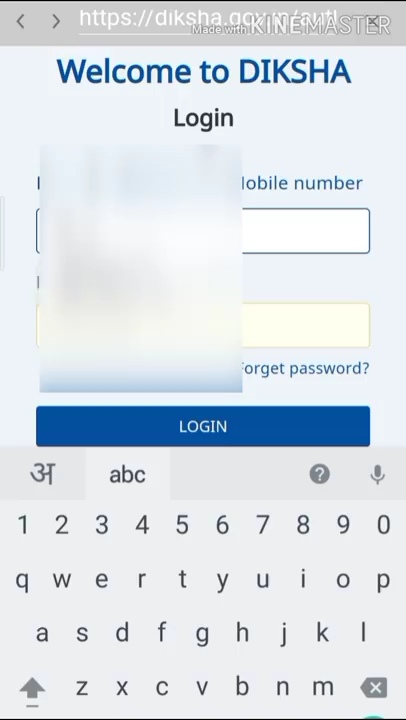 https://diksha.gov.in/auth
Made with KINEMASTER
Welcome to DIKSHA
Login
Mobile number
Forget password?
LOGIN
अ abc ?
1 2 3 4 5 6 7 8 9 0
q w e r t y u i o p
a s d f g h j k l
z x c v b n m